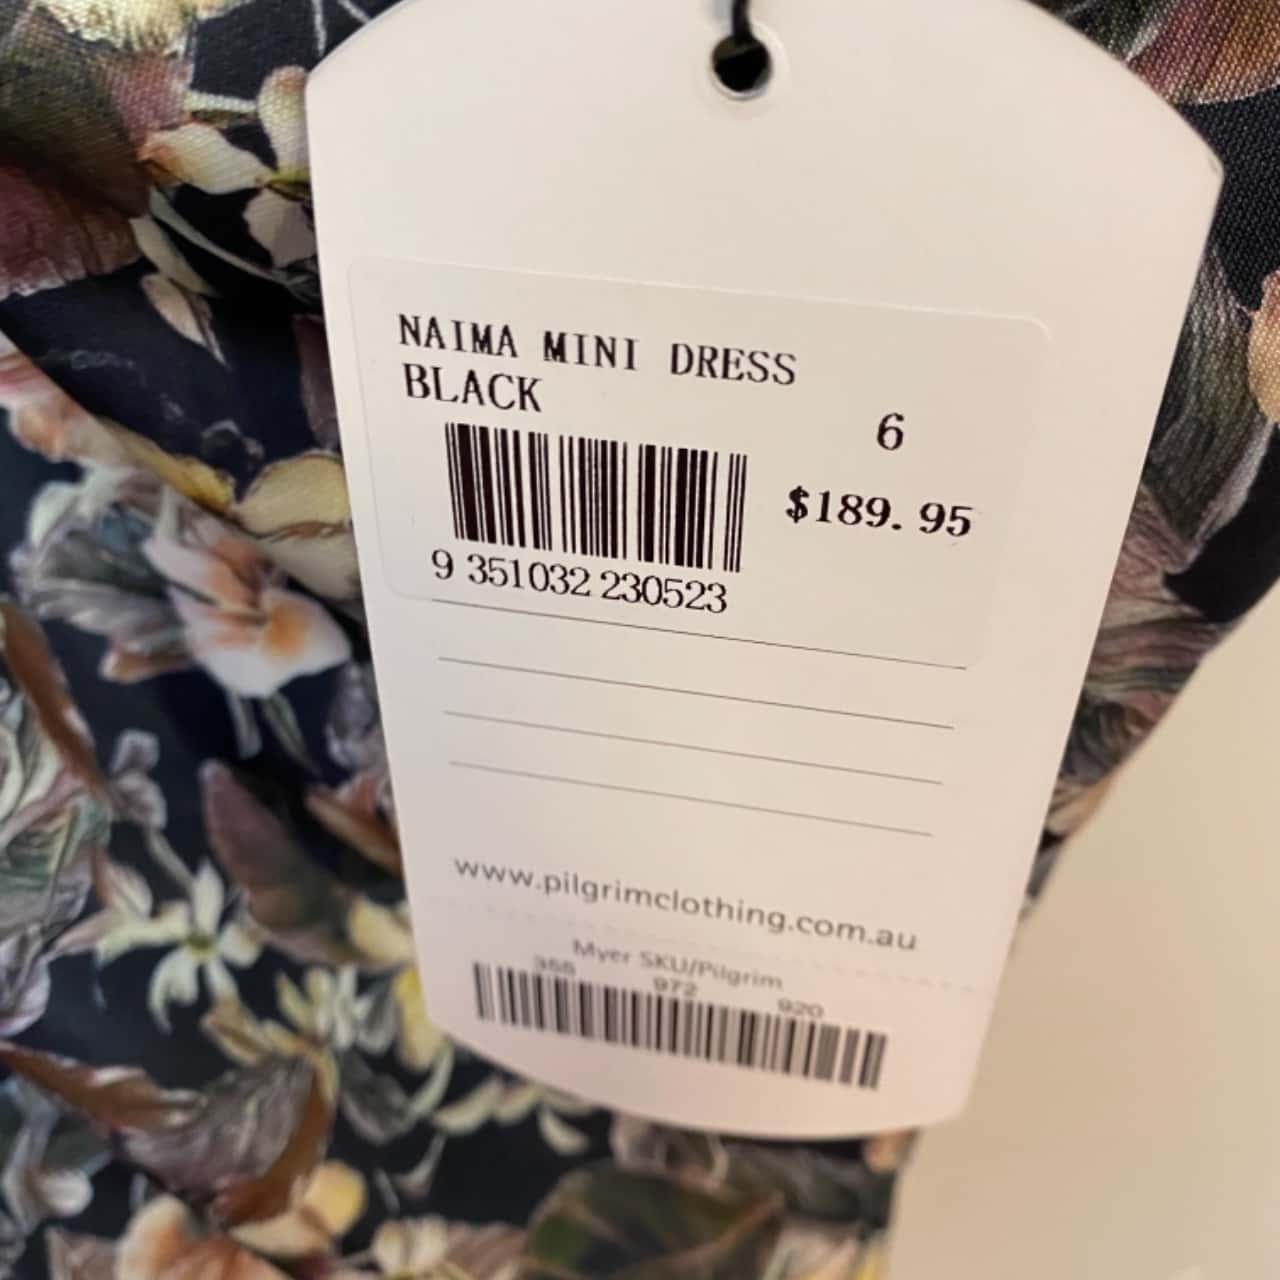 NAIMA MINI DRESS
BLACK
6
$189.95
9 351032 230523
www.pilgrimclothing.com.au
Myer SKU/Pilgrim
355 972 920